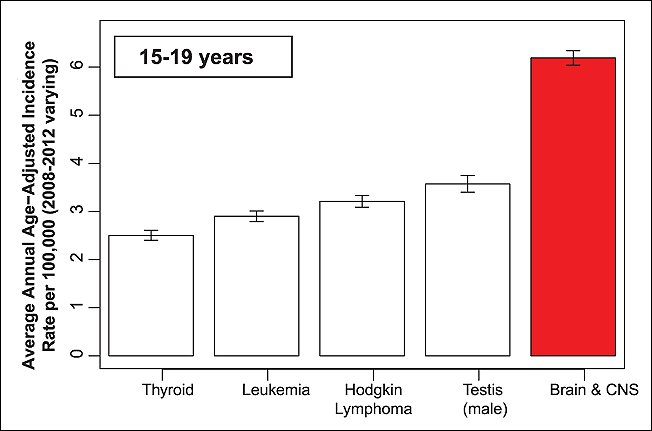 15-19 years
Average Annual Age-Adjusted Incidence
Rate per 100,000 (2008-2012 varying)
6
5
4
3
2
1
0
Thyroid
Leukemia
Hodgkin
Lymphoma
Testis
(male)
Brain & CNS